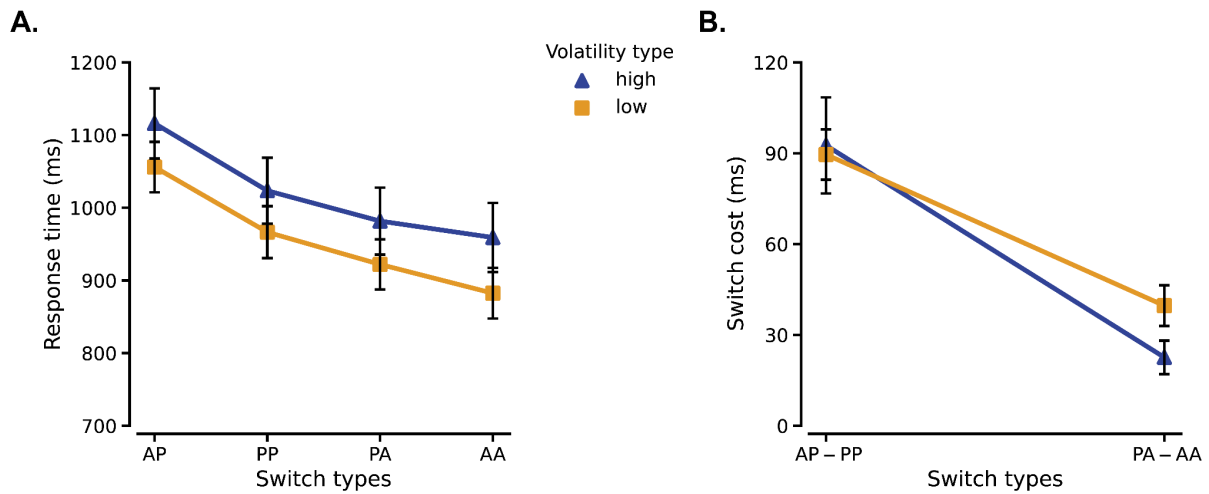 A.
1200
1100
1000
900
800
700
Response time (ms)
AP
PP
PA
AA
Switch types
Volatility type
high
low
B.
120
90
60
30
0
Switch cost (ms)
AP – PP
PA – AA
Switch types